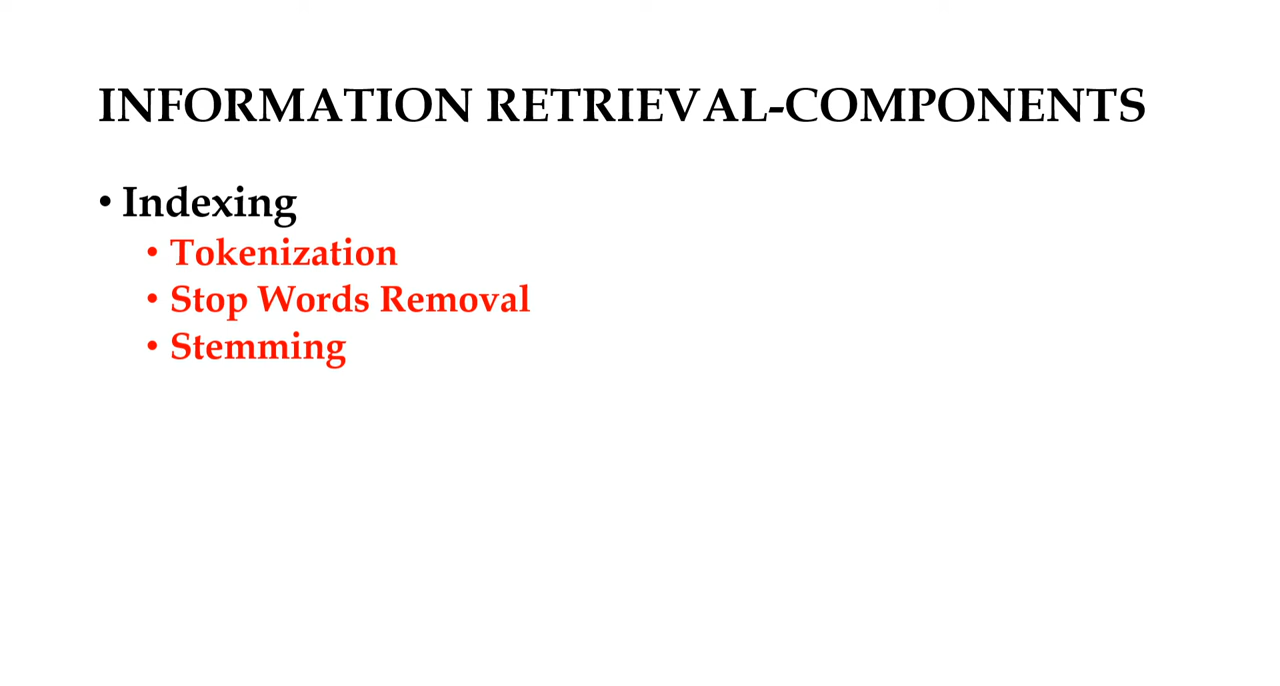 INFORMATION RETRIEVAL-COMPONENTS
• Indexing
• Tokenization
• Stop Words Removal
• Stemming